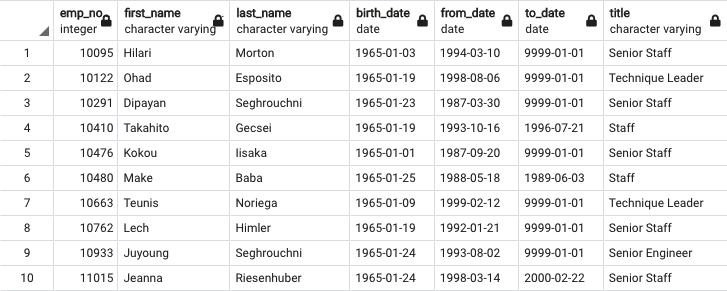 emp_no first_name last_name birth_date from_date to_date title
integer character varying character varying date date date character varying
1 10095 Hilari Morton 1965-01-03 1994-03-10 9999-01-01 Senior Staff
2 10122 Ohad Esposito 1965-01-19 1998-08-06 9999-01-01 Technique Leader
3 10291 Dipayan Seghrouchni 1965-01-23 1987-03-30 9999-01-01 Senior Staff
4 10410 Takahito Gecsei 1965-01-19 1993-10-16 1996-07-21 Staff
5 10476 Kokou Iisaka 1965-01-01 1987-09-20 9999-01-01 Senior Staff
6 10480 Make Baba 1965-01-25 1988-05-18 1989-06-03 Staff
7 10663 Teunis Noriega 1965-01-09 1999-02-12 9999-01-01 Technique Leader
8 10762 Lech Himler 1965-01-19 1992-01-21 9999-01-01 Senior Staff
9 10933 Juyoung Seghrouchni 1965-01-24 1993-08-02 9999-01-01 Senior Engineer
10 11015 Jeanna Riesenhuber 1965-01-24 1998-03-14 2000-02-22 Senior Staff